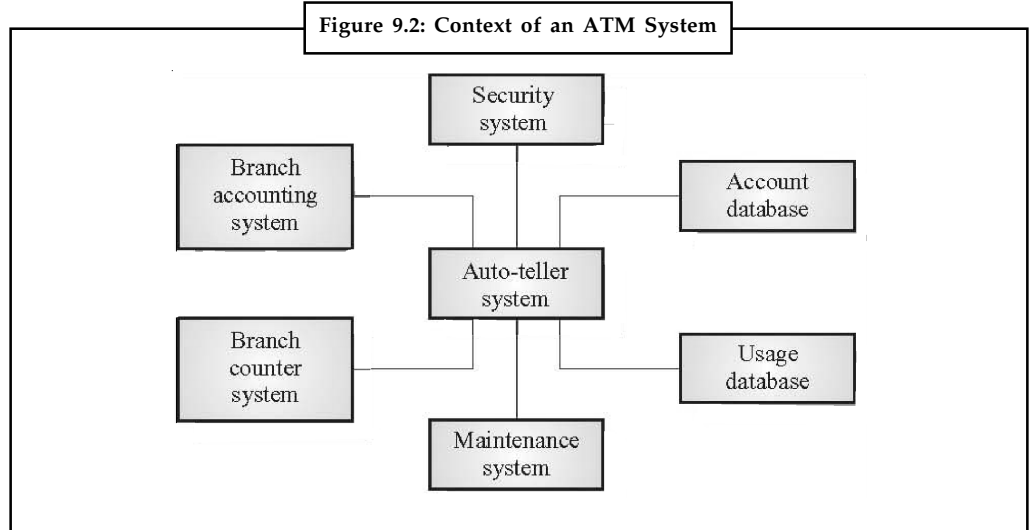 Figure 9.2: Context of an ATM System
Security
system
Branch
accounting
system
Account
database
Auto-teller
system
Branch
counter
system
Usage
database
Maintenance
system